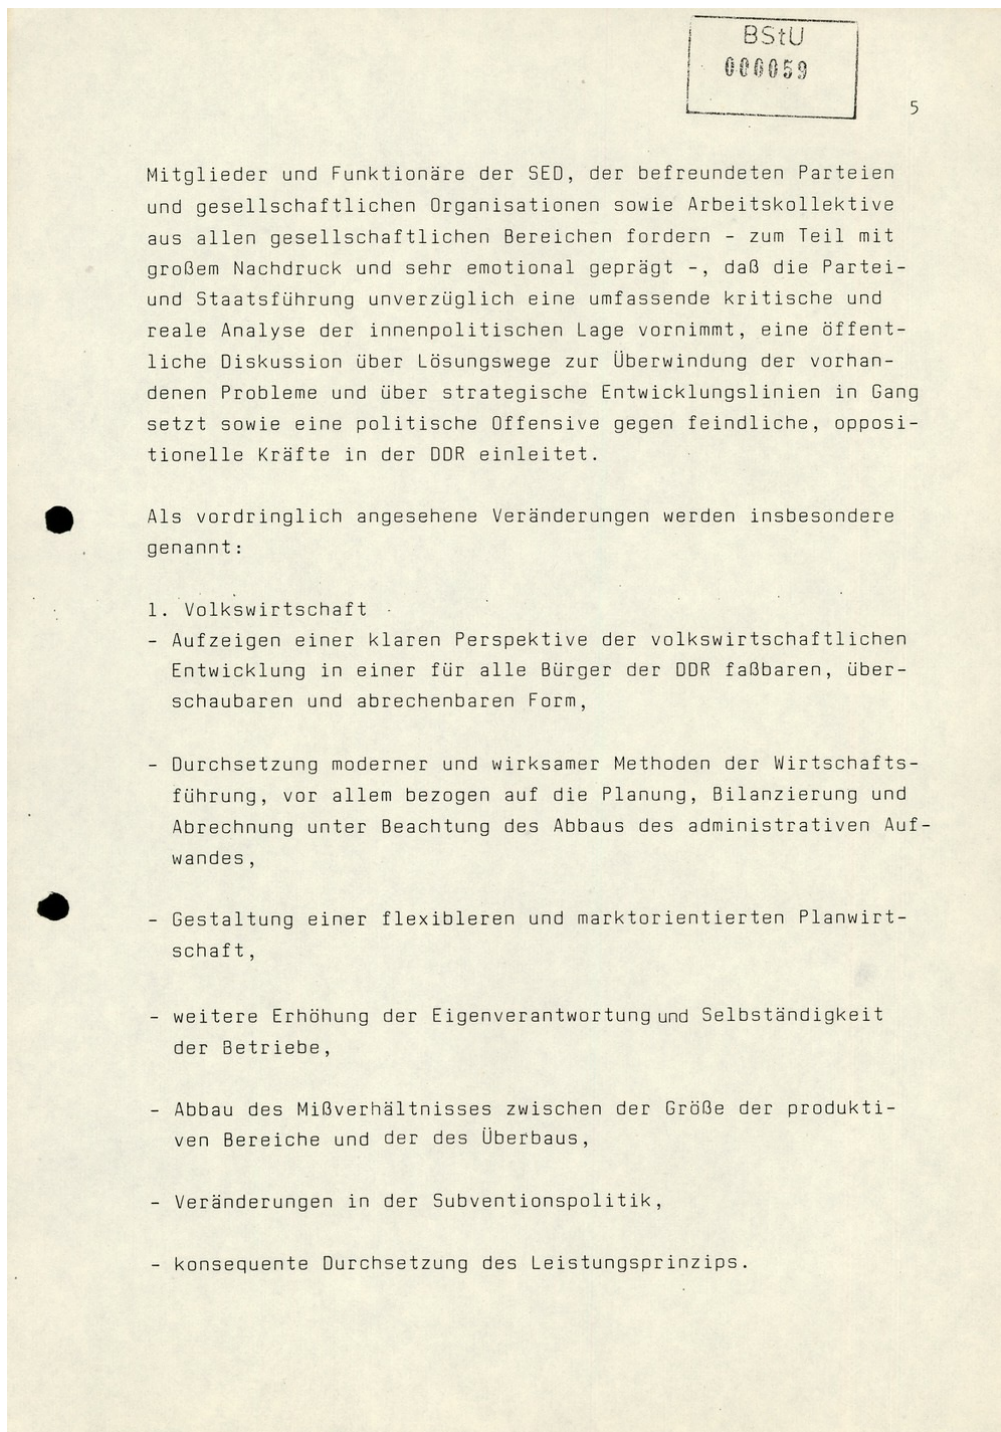 BStU
000059
5
Mitglieder und Funktionäre der SED, der befreundeten Parteien
und gesellschaftlichen Organisationen sowie Arbeitskollektive
aus allen gesellschaftlichen Bereichen fordern - zum Teil mit
großem Nachdruck und sehr emotional geprägt -, daß die Partei-
und Staatsführung unverzüglich eine umfassende kritische und
reale Analyse der innenpolitischen Lage vornimmt, eine öffent-
liche Diskussion über Lösungswege zur Überwindung der vorhan-
denen Probleme und über strategische Entwicklungslinien in Gang
setzt sowie eine politische Offensive gegen feindliche, opposi-
tionelle Kräfte in der DDR einleitet.
Als vordringlich angesehene Veränderungen werden insbesondere
genannt:
1. Volkswirtschaft
- Aufzeigen einer klaren Perspektive der volkswirtschaftlichen
Entwicklung in einer für alle Bürger der DDR faßbaren, über-
schaubaren und abrechenbaren Form,
- Durchsetzung moderner und wirksamer Methoden der Wirtschafts-
führung, vor allem bezogen auf die Planung, Bilanzierung und
Abrechnung unter Beachtung des Abbaus des administrativen Auf-
wandes,
- Gestaltung einer flexibleren und marktorientierten Planwirt-
schaft,
- weitere Erhöhung der Eigenverantwortung und Selbständigkeit
der Betriebe,
- Abbau des Mißverhältnisses zwischen der Größe der produkti-
ven Bereiche und der des Überbaus,
- Veränderungen in der Subventionspolitik,
- konsequente Durchsetzung des Leistungsprinzips.